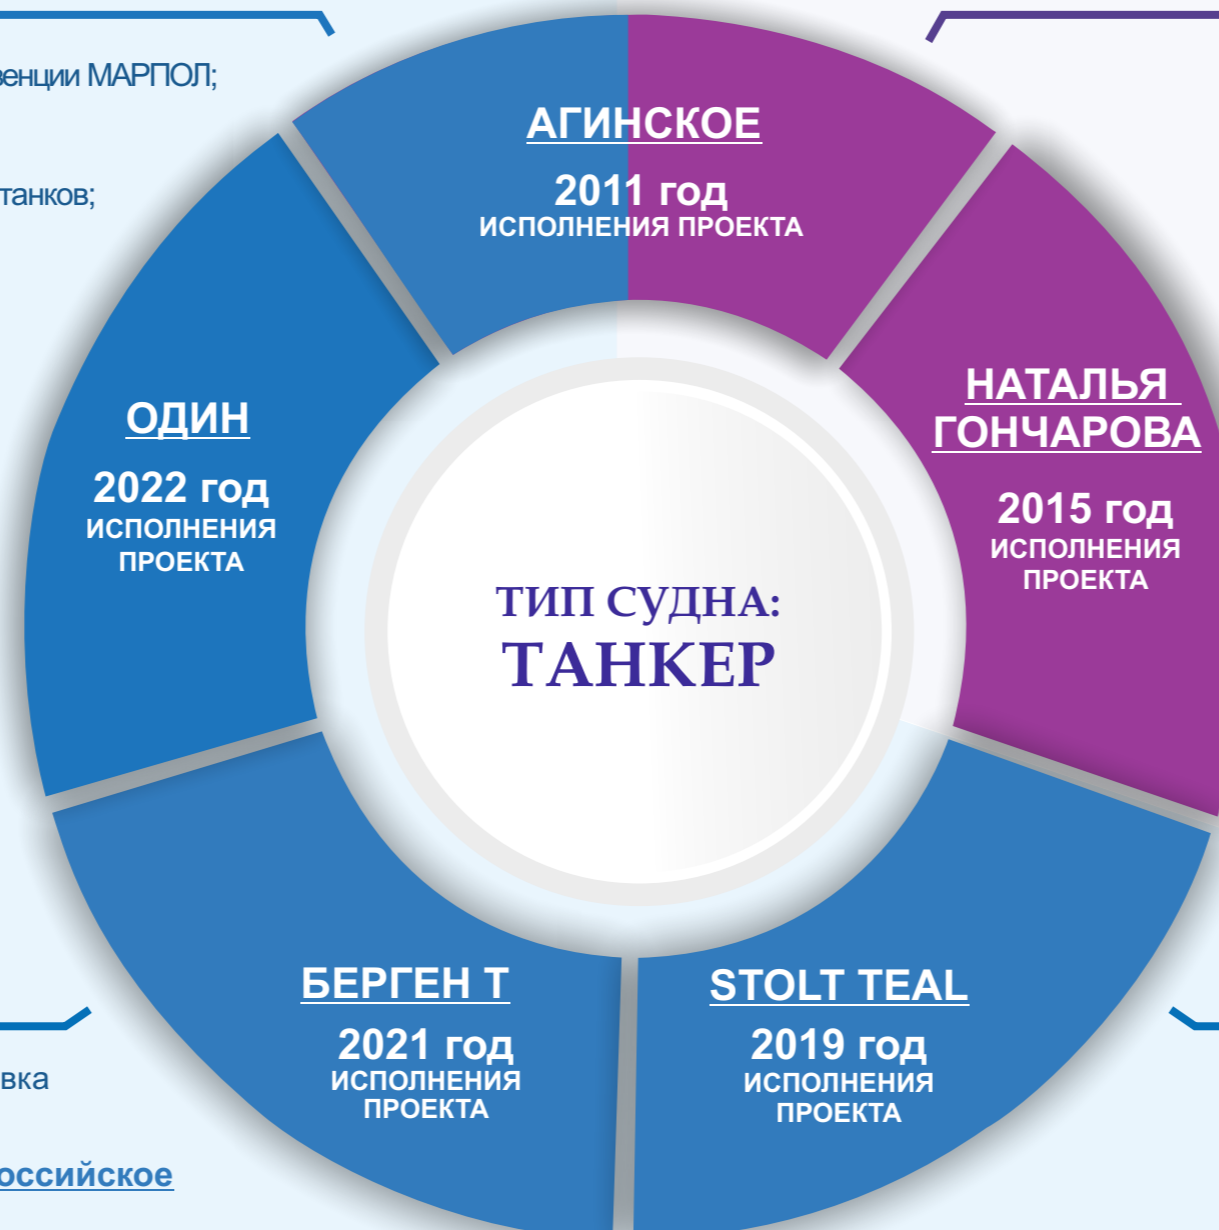 венции МАРПОЛ;
танков;
АГИНСКОЕ
2011 год
ИСПОЛНЕНИЯ ПРОЕКТА
НАТАЛЬЯ
ГОНЧАРОВА
2015 год
ИСПОЛНЕНИЯ
ПРОЕКТА
ОДИН
2022 год
ИСПОЛНЕНИЯ
ПРОЕКТА
ТИП СУДНА:
ТАНКЕР
БЕРГЕН Т
2021 год
ИСПОЛНЕНИЯ
ПРОЕКТА
STOLT TEAL
2019 год
ИСПОЛНЕНИЯ
ПРОЕКТА
вка
оссийское